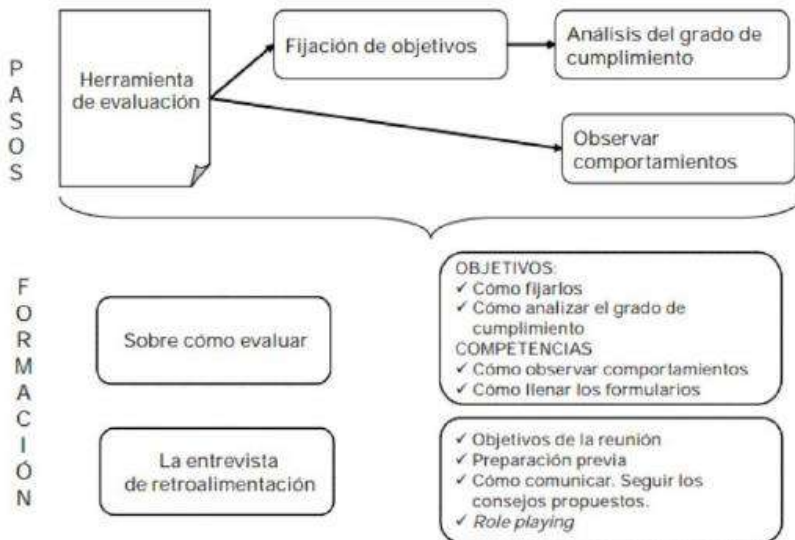 PASOS
Herramienta
de evaluación
Fijación de objetivos
Análisis del grado de
cumplimiento
Observar
comportamientos
FORMACIÓN
Sobre cómo evaluar
OBJETIVOS:
✓ Cómo fijarlos
✓ Cómo analizar el grado de
cumplimiento
COMPETENCIAS
✓ Cómo observar comportamientos
✓ Cómo llenar los formularios
La entrevista
de retroalimentación
✓ Objetivos de la reunión
✓ Preparación previa
✓ Cómo comunicar. Seguir los
consejos propuestos.
✓ Role playing